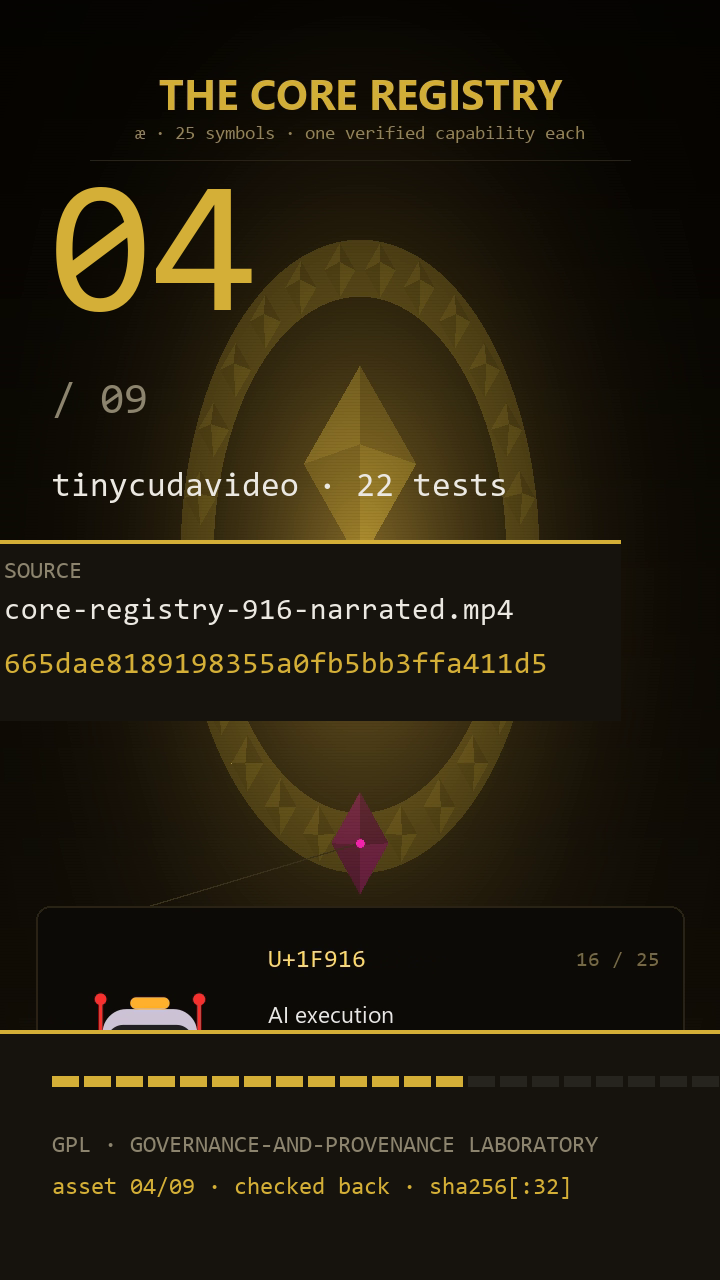 THE CORE REGISTRY
æ · 25 symbols · one verified capability each
04
/ 09
tinycudavideo · 22 tests
SOURCE
core-registry-916-narrated.mp4
665dae8189198355a0fb5bb3ffa411d5
U+1F916
16 / 25
AI execution
GPL · GOVERNANCE-AND-PROVENANCE LABORATORY
asset 04/09 · checked back · sha256[:32]